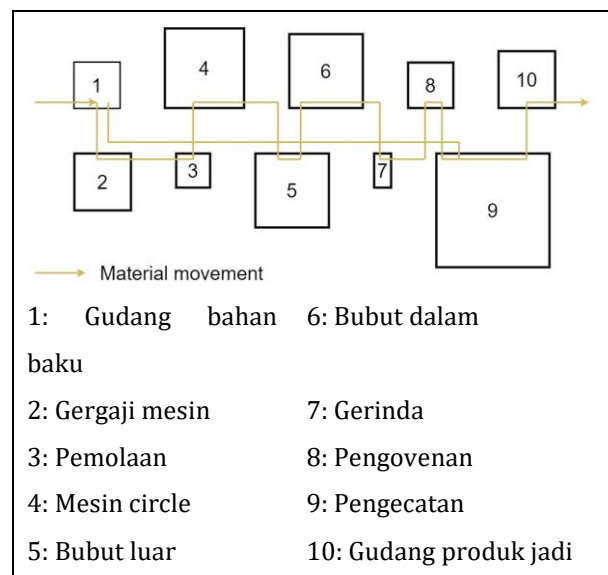 1
4
6
8
10
2
3
5
7
9
Material movement
1: Gudang bahan baku
6: Bubut dalam
2: Gergaji mesin
7: Gerinda
3: Pemolaan
8: Pengovenan
4: Mesin circle
9: Pengecatan
5: Bubut luar
10: Gudang produk jadi